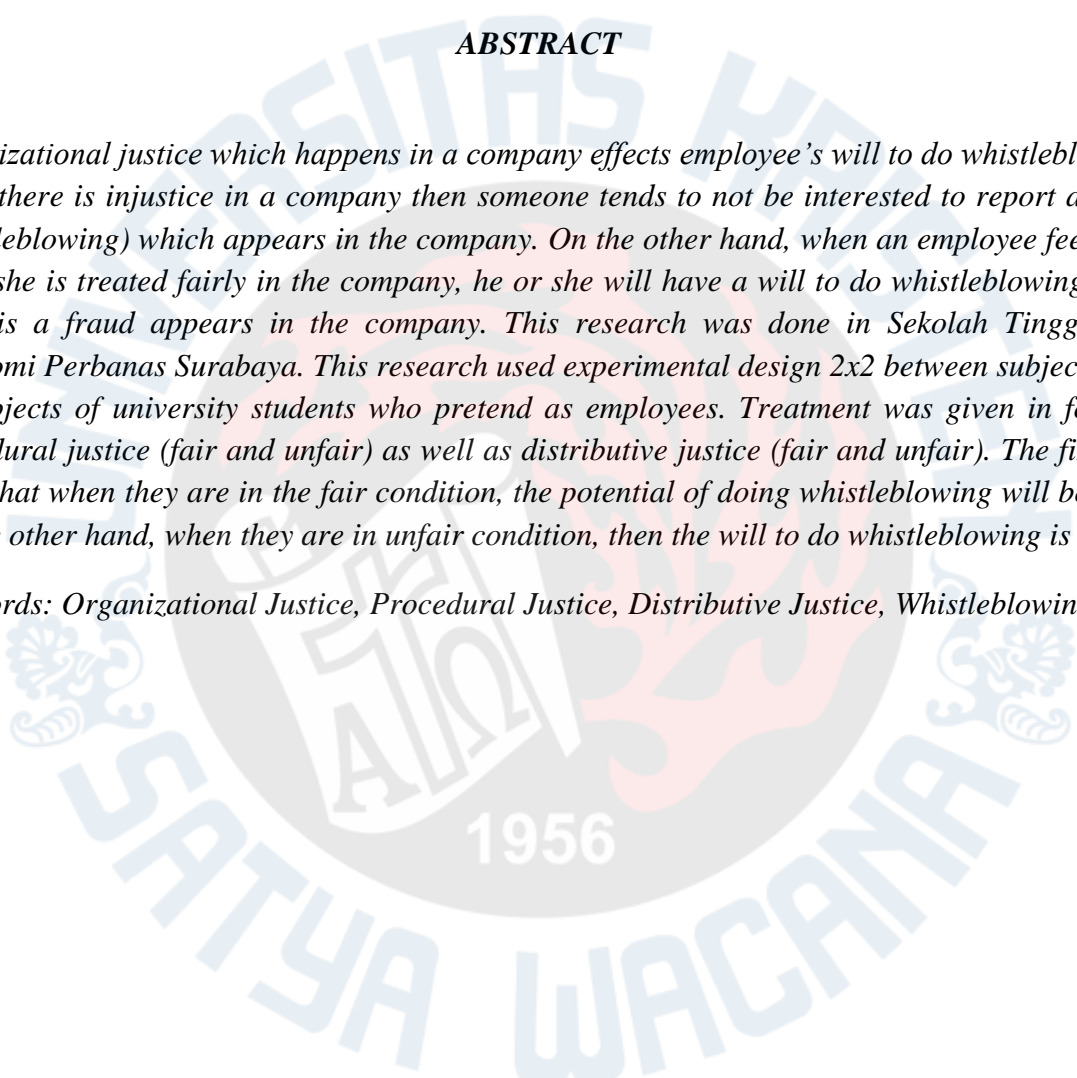 ABSTRACT
izational justice which happens in a company effects employee's will to do whistlebl
there is injustice in a company then someone tends to not be interested to report a
leblowing) which appears in the company. On the other hand, when an employee fee
she is treated fairly in the company, he or she will have a will to do whistleblowing
is a fraud appears in the company. This research was done in Sekolah Tingg
omi Perbanas Surabaya. This research used experimental design 2x2 between subjec
bjects of university students who pretend as employees. Treatment was given in fo
dural justice (fair and unfair) as well as distributive justice (fair and unfair). The fi
hat when they are in the fair condition, the potential of doing whistleblowing will be
other hand, when they are in unfair condition, then the will to do whistleblowing is
ords: Organizational Justice, Procedural Justice, Distributive Justice, Whistleblowin
UNIVERSITAS KRISTEN
ΑΩ
1956
SATYA WACANA